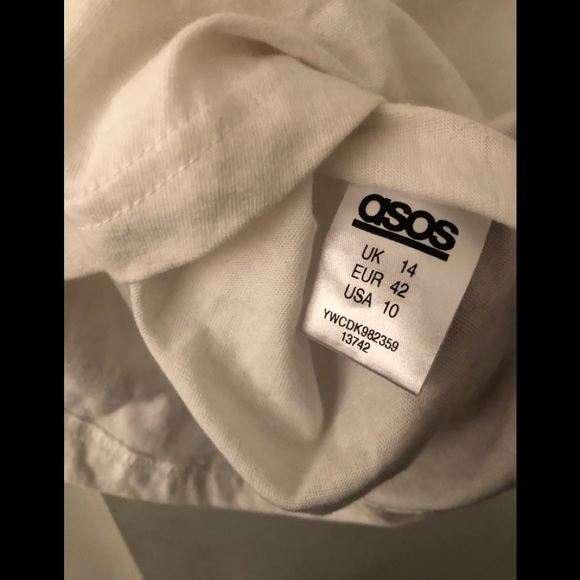 asos
UK 14
EUR 42
USA 10
YWCDK982359
13742